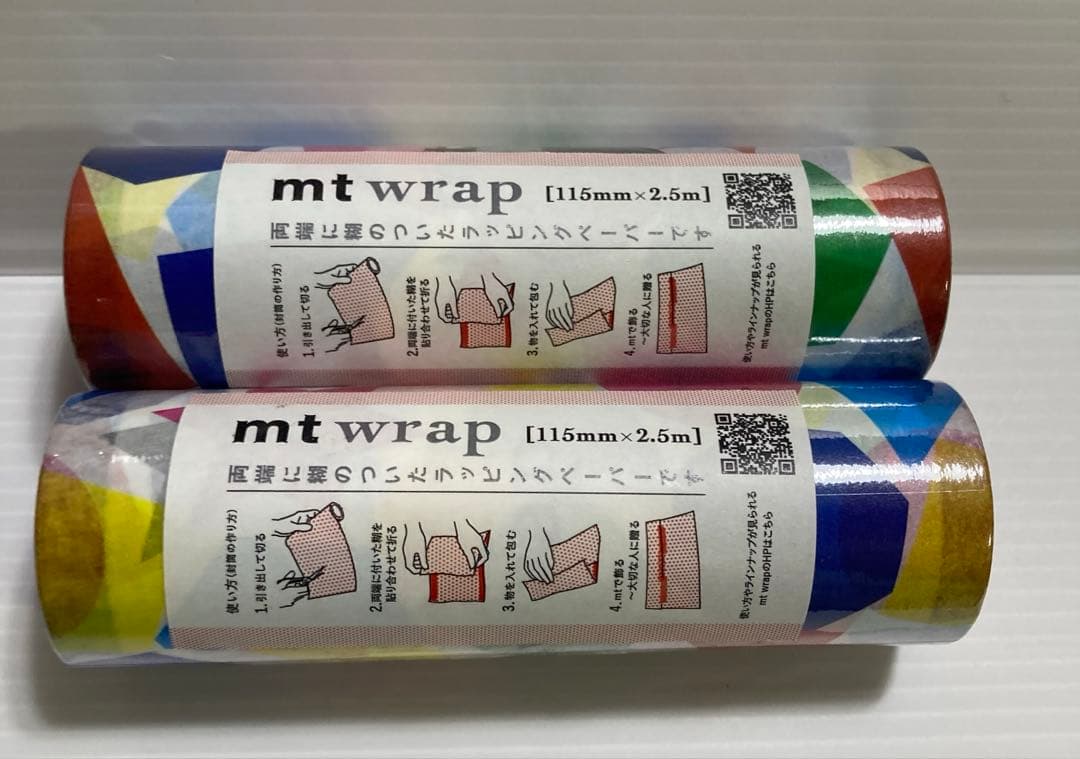 mt wrap [115mm×2.5m]
両端に糊のついたラッピングペーパーです
使い方(封筒の作り方)
1.引き出して切る
2.両端に付いた糊を
貼り合わせて折る
3.物を入れて包む
4.mtで飾る
〜大切な人に贈る
使い方やラインナップが見られる
mt wrapのHPはこちら
mt wrap [115mm×2.5m]
両端に糊のついたラッピングペーパーです
使い方(封筒の作り方)
1.引き出して切る
2.両端に付いた糊を
貼り合わせて折る
3.物を入れて包む
4.mtで飾る
〜大切な人に贈る
使い方やラインナップが見られる
mt wrapのHPはこちら